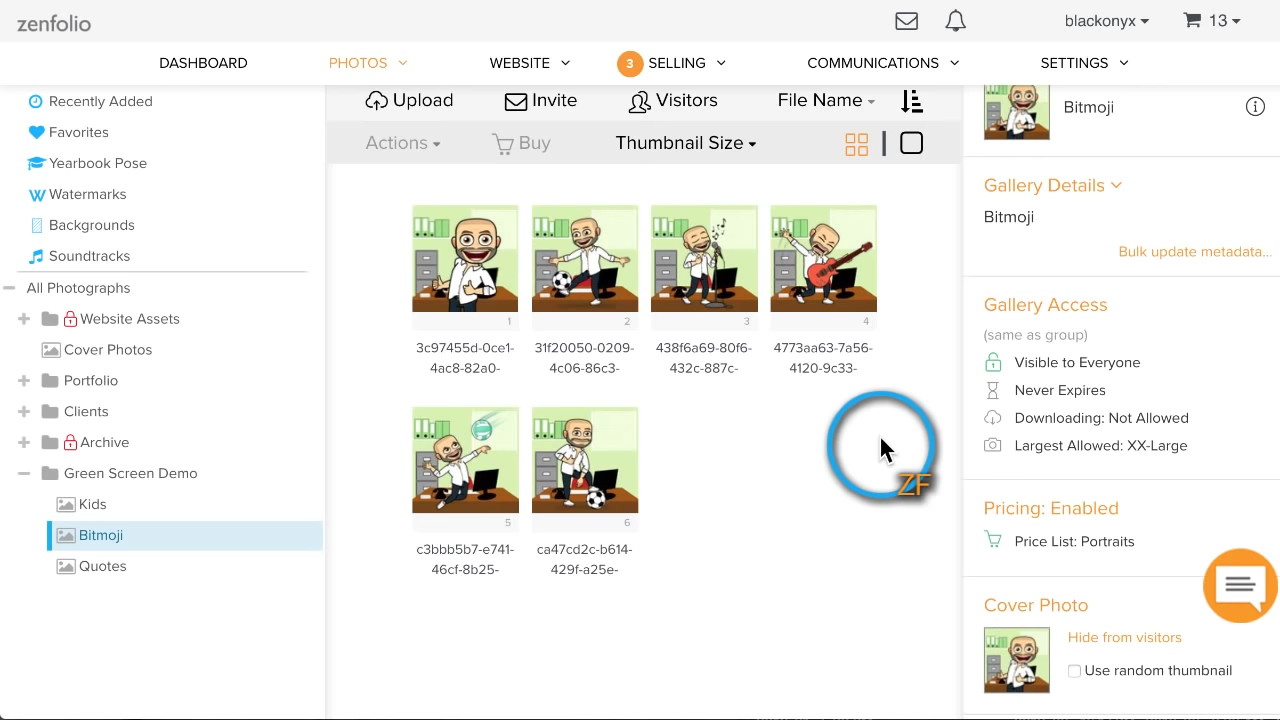 zenfolio
blackonyx
13
DASHBOARD
PHOTOS
WEBSITE
3
SELLING
COMMUNICATIONS
SETTINGS
Recently Added
Favorites
Yearbook Pose
W Watermarks
Backgrounds
Soundtracks
All Photographs
Website Assets
Cover Photos
Portfolio
Clients
Archive
Green Screen Demo
Kids
Bitmoji
Quotes
Upload
Invite
Visitors
File Name
Actions
Buy
Thumbnail Size
1
2
3
4
3c97455d-0ce1-
4ac8-82a0-
31f20050-0209-
4c06-86c3-
438f6a69-80f6-
432c-887c-
4773aa63-7a56-
4120-9c33-
5
6
c3bbb5b7-e741-
46cf-8b25-
ca47cd2c-b614-
429f-a25e-
ZF
Bitmoji
Gallery Details
Bitmoji
Bulk update metadata...
Gallery Access
(same as group)
Visible to Everyone
Never Expires
Downloading: Not Allowed
Largest Allowed: XX-Large
Pricing: Enabled
Price List: Portraits
Cover Photo
Hide from visitors
Use random thumbnail